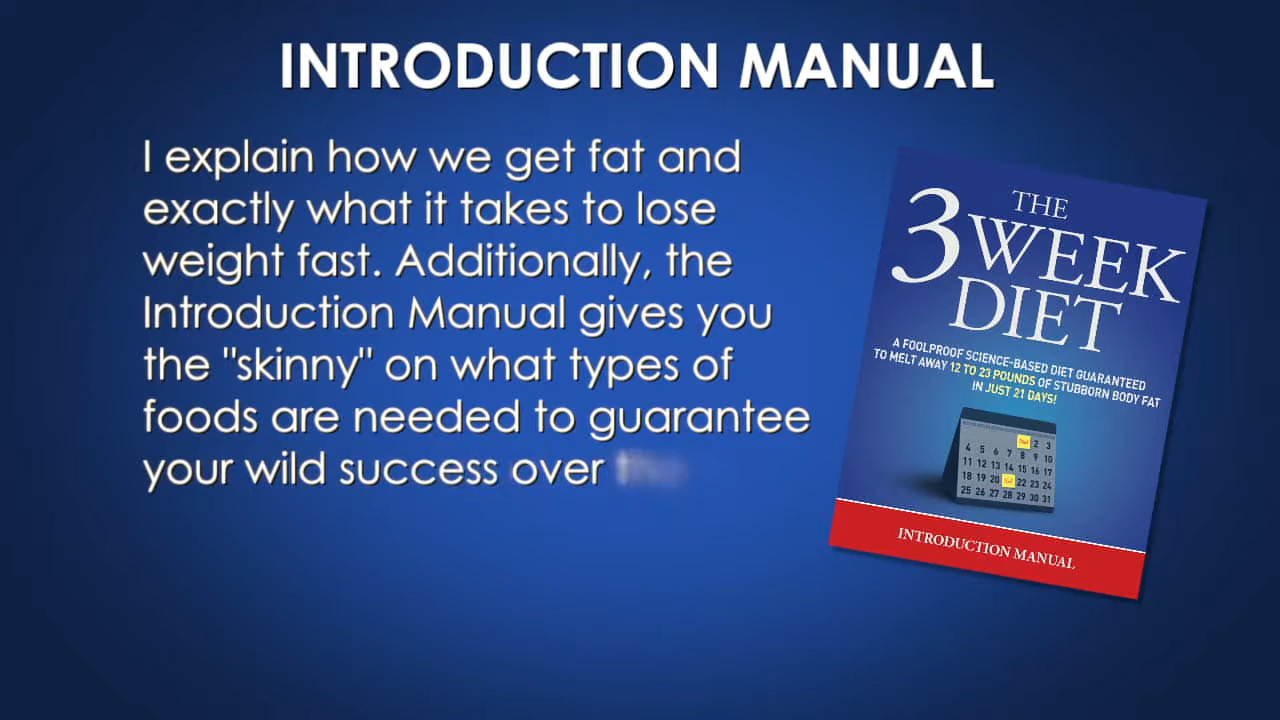 INTRODUCTION MANUAL
I explain how we get fat and
exactly what it takes to lose
weight fast. Additionally, the
Introduction Manual gives you
the "skinny" on what types of
foods are needed to guarantee
your wild success over
THE
3 WEEK
DIET
A FOOLPROOF SCIENCE-BASED DIET GUARANTEED
TO MELT AWAY 12 TO 23 POUNDS OF STUBBORN BODY FAT
IN JUST 21 DAYS!
2 3
4 5 6 7 8 9 10
11 12 13 14 15 16 17
18 19 20 22 23 24
25 26 27 28 29 30 31
INTRODUCTION MANUAL